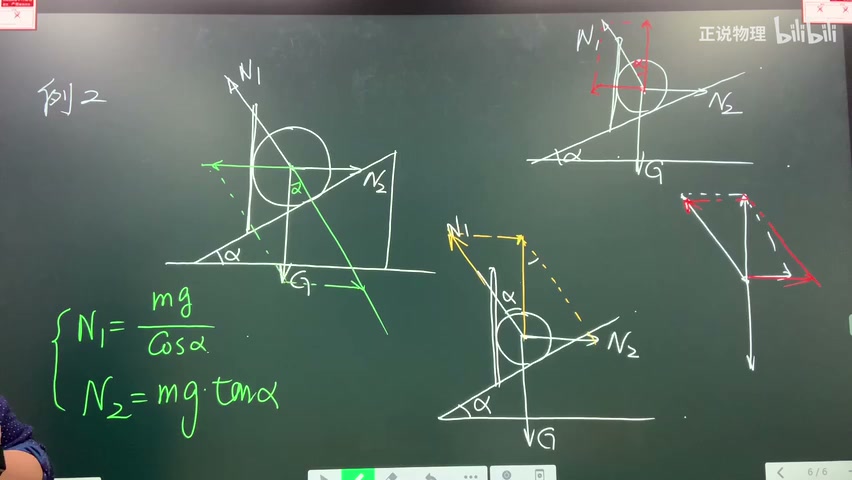 正说物理 bilibili
例2
N1
N2
α
α
G
N1 = mg/cosα
N2 = mg·tanα
N1
N2
α
G
N1
α
N2
α
G
6/6